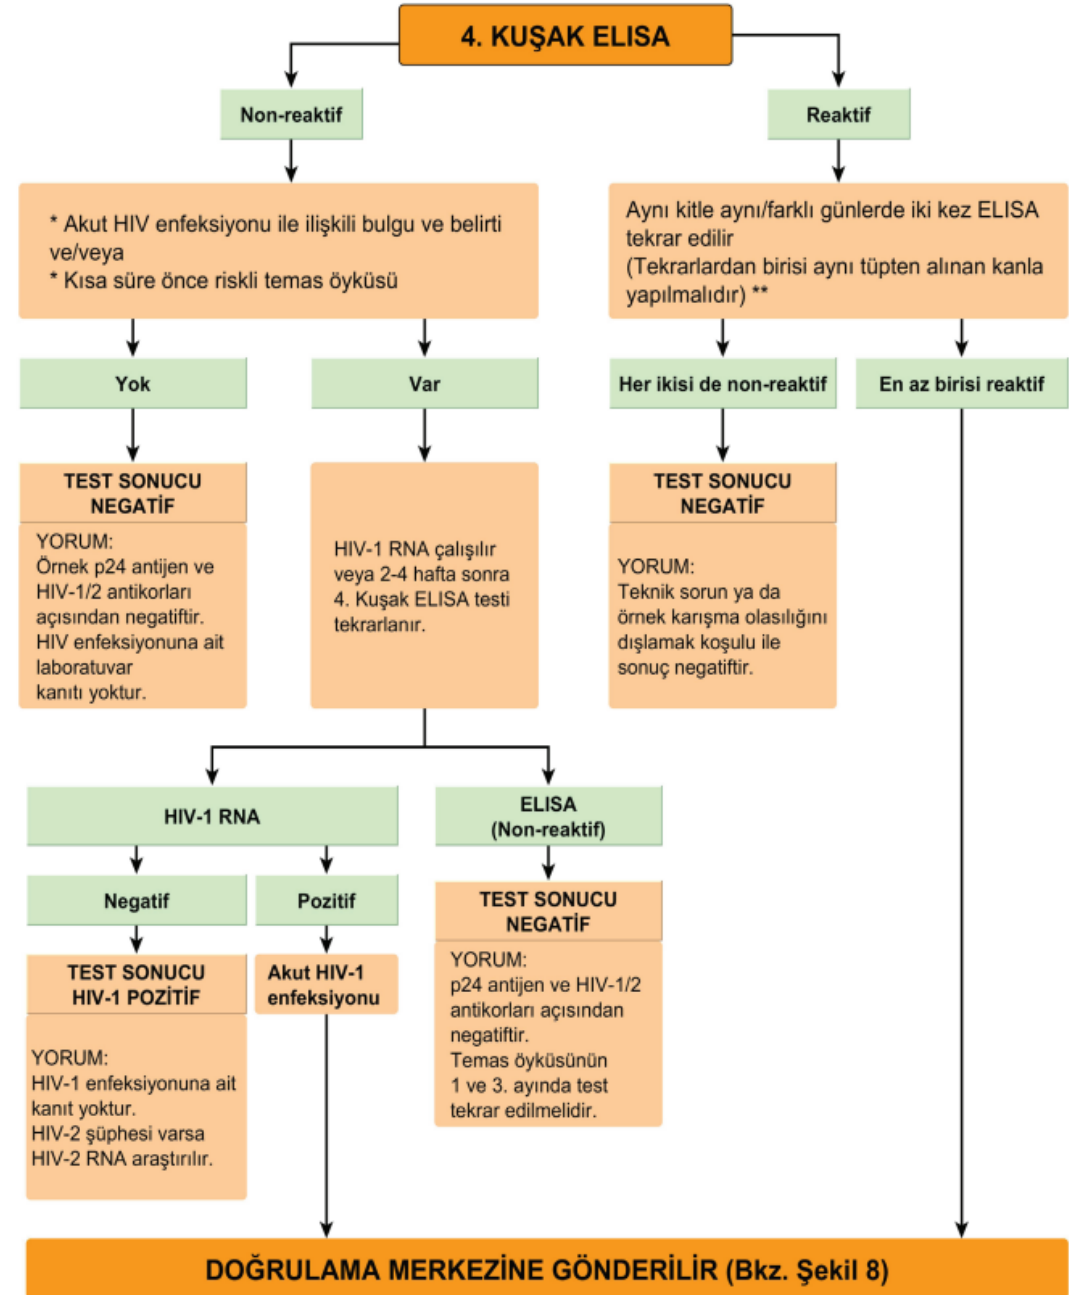 4. KUŞAK ELISA
Non-reaktif
Reaktif
* Akut HIV enfeksiyonu ile ilişkili bulgu ve belirti
ve/veya
* Kısa süre önce riskli temas öyküsü
Aynı kitle aynı/farklı günlerde iki kez ELISA
tekrar edilir
(Tekrarlardan birisi aynı tüpten alınan kanla
yapılmalıdır) **
Yok
Var
Her ikisi de non-reaktif
En az birisi reaktif
TEST SONUCU
NEGATİF
YORUM:
Örnek p24 antijen ve
HIV-1/2 antikorları
açısından negatiftir.
HIV enfeksiyonuna ait
laboratuvar
kanıtı yoktur.
HIV-1 RNA çalışılır
veya 2-4 hafta sonra
4. Kuşak ELISA testi
tekrarlanır.
TEST SONUCU
NEGATİF
YORUM:
Teknik sorun ya da
örnek karışma olasılığını
dışlamak koşulu ile
sonuç negatiftir.
HIV-1 RNA
ELISA
(Non-reaktif)
Negatif
Pozitif
TEST SONUCU
HIV-1 POZİTİF
YORUM:
HIV-1 enfeksiyonuna ait
kanıt yoktur.
HIV-2 şüphesi varsa
HIV-2 RNA araştırılır.
Akut HIV-1
enfeksiyonu
TEST SONUCU
NEGATİF
YORUM:
p24 antijen ve HIV-1/2
antikorları açısından
negatiftir.
Temas öyküsünün
1 ve 3. ayında test
tekrar edilmelidir.
DOĞRULAMA MERKEZİNE GÖNDERİLİR (Bkz. Şekil 8)